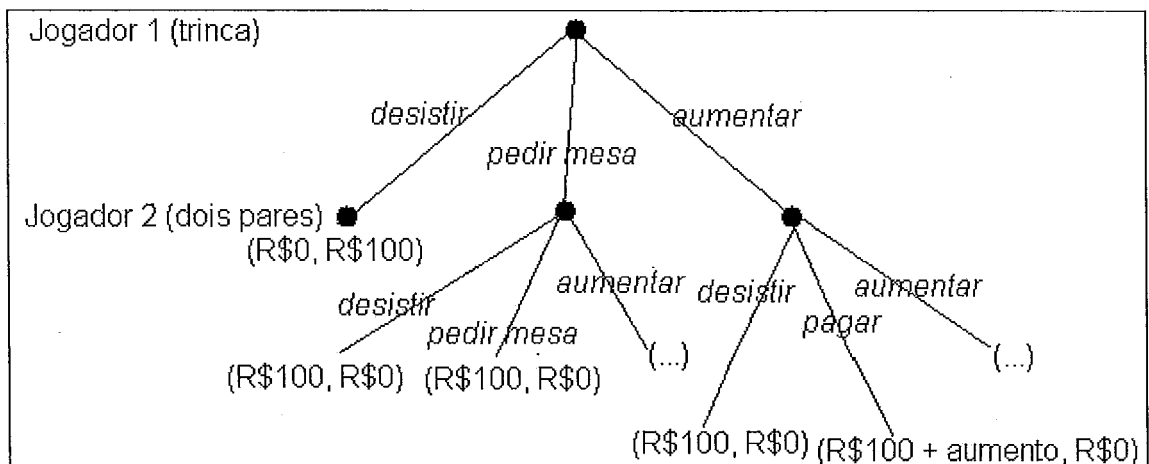 Jogador 1 (trinca)
desistir
aumentar
pedir mesa
Jogador 2 (dois pares)
(R$0, R$100)
desistir
pedir mesa
aumentar
desistir
pagar
aumentar
(R$100, R$0)
(R$100, R$0)
(...)
(...)
(R$100, R$0)
(R$100 + aumento, R$0)